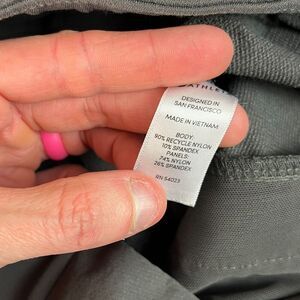 ATHLET
DESIGNED IN
SAN FRANCISCO
MADE IN VIETNAM
BODY:
90% RECYCLE NYLON
10% SPANDEX
PANELS:
74% NYLON
26% SPANDEX
RN 54023